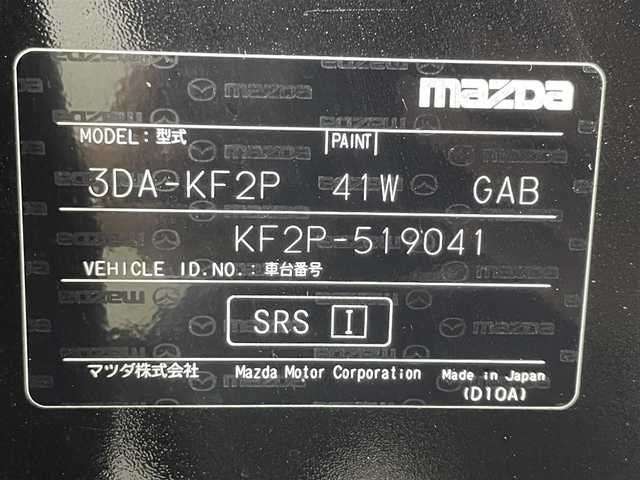 mazda
MODEL: 型式 PAINT
3DA-KF2P 41W GAB
KF2P-519041
VEHICLE ID.NO.: 車台番号
SRS I
マツダ株式会社 Mazda Motor Corporation Made in Japan
(D10A)